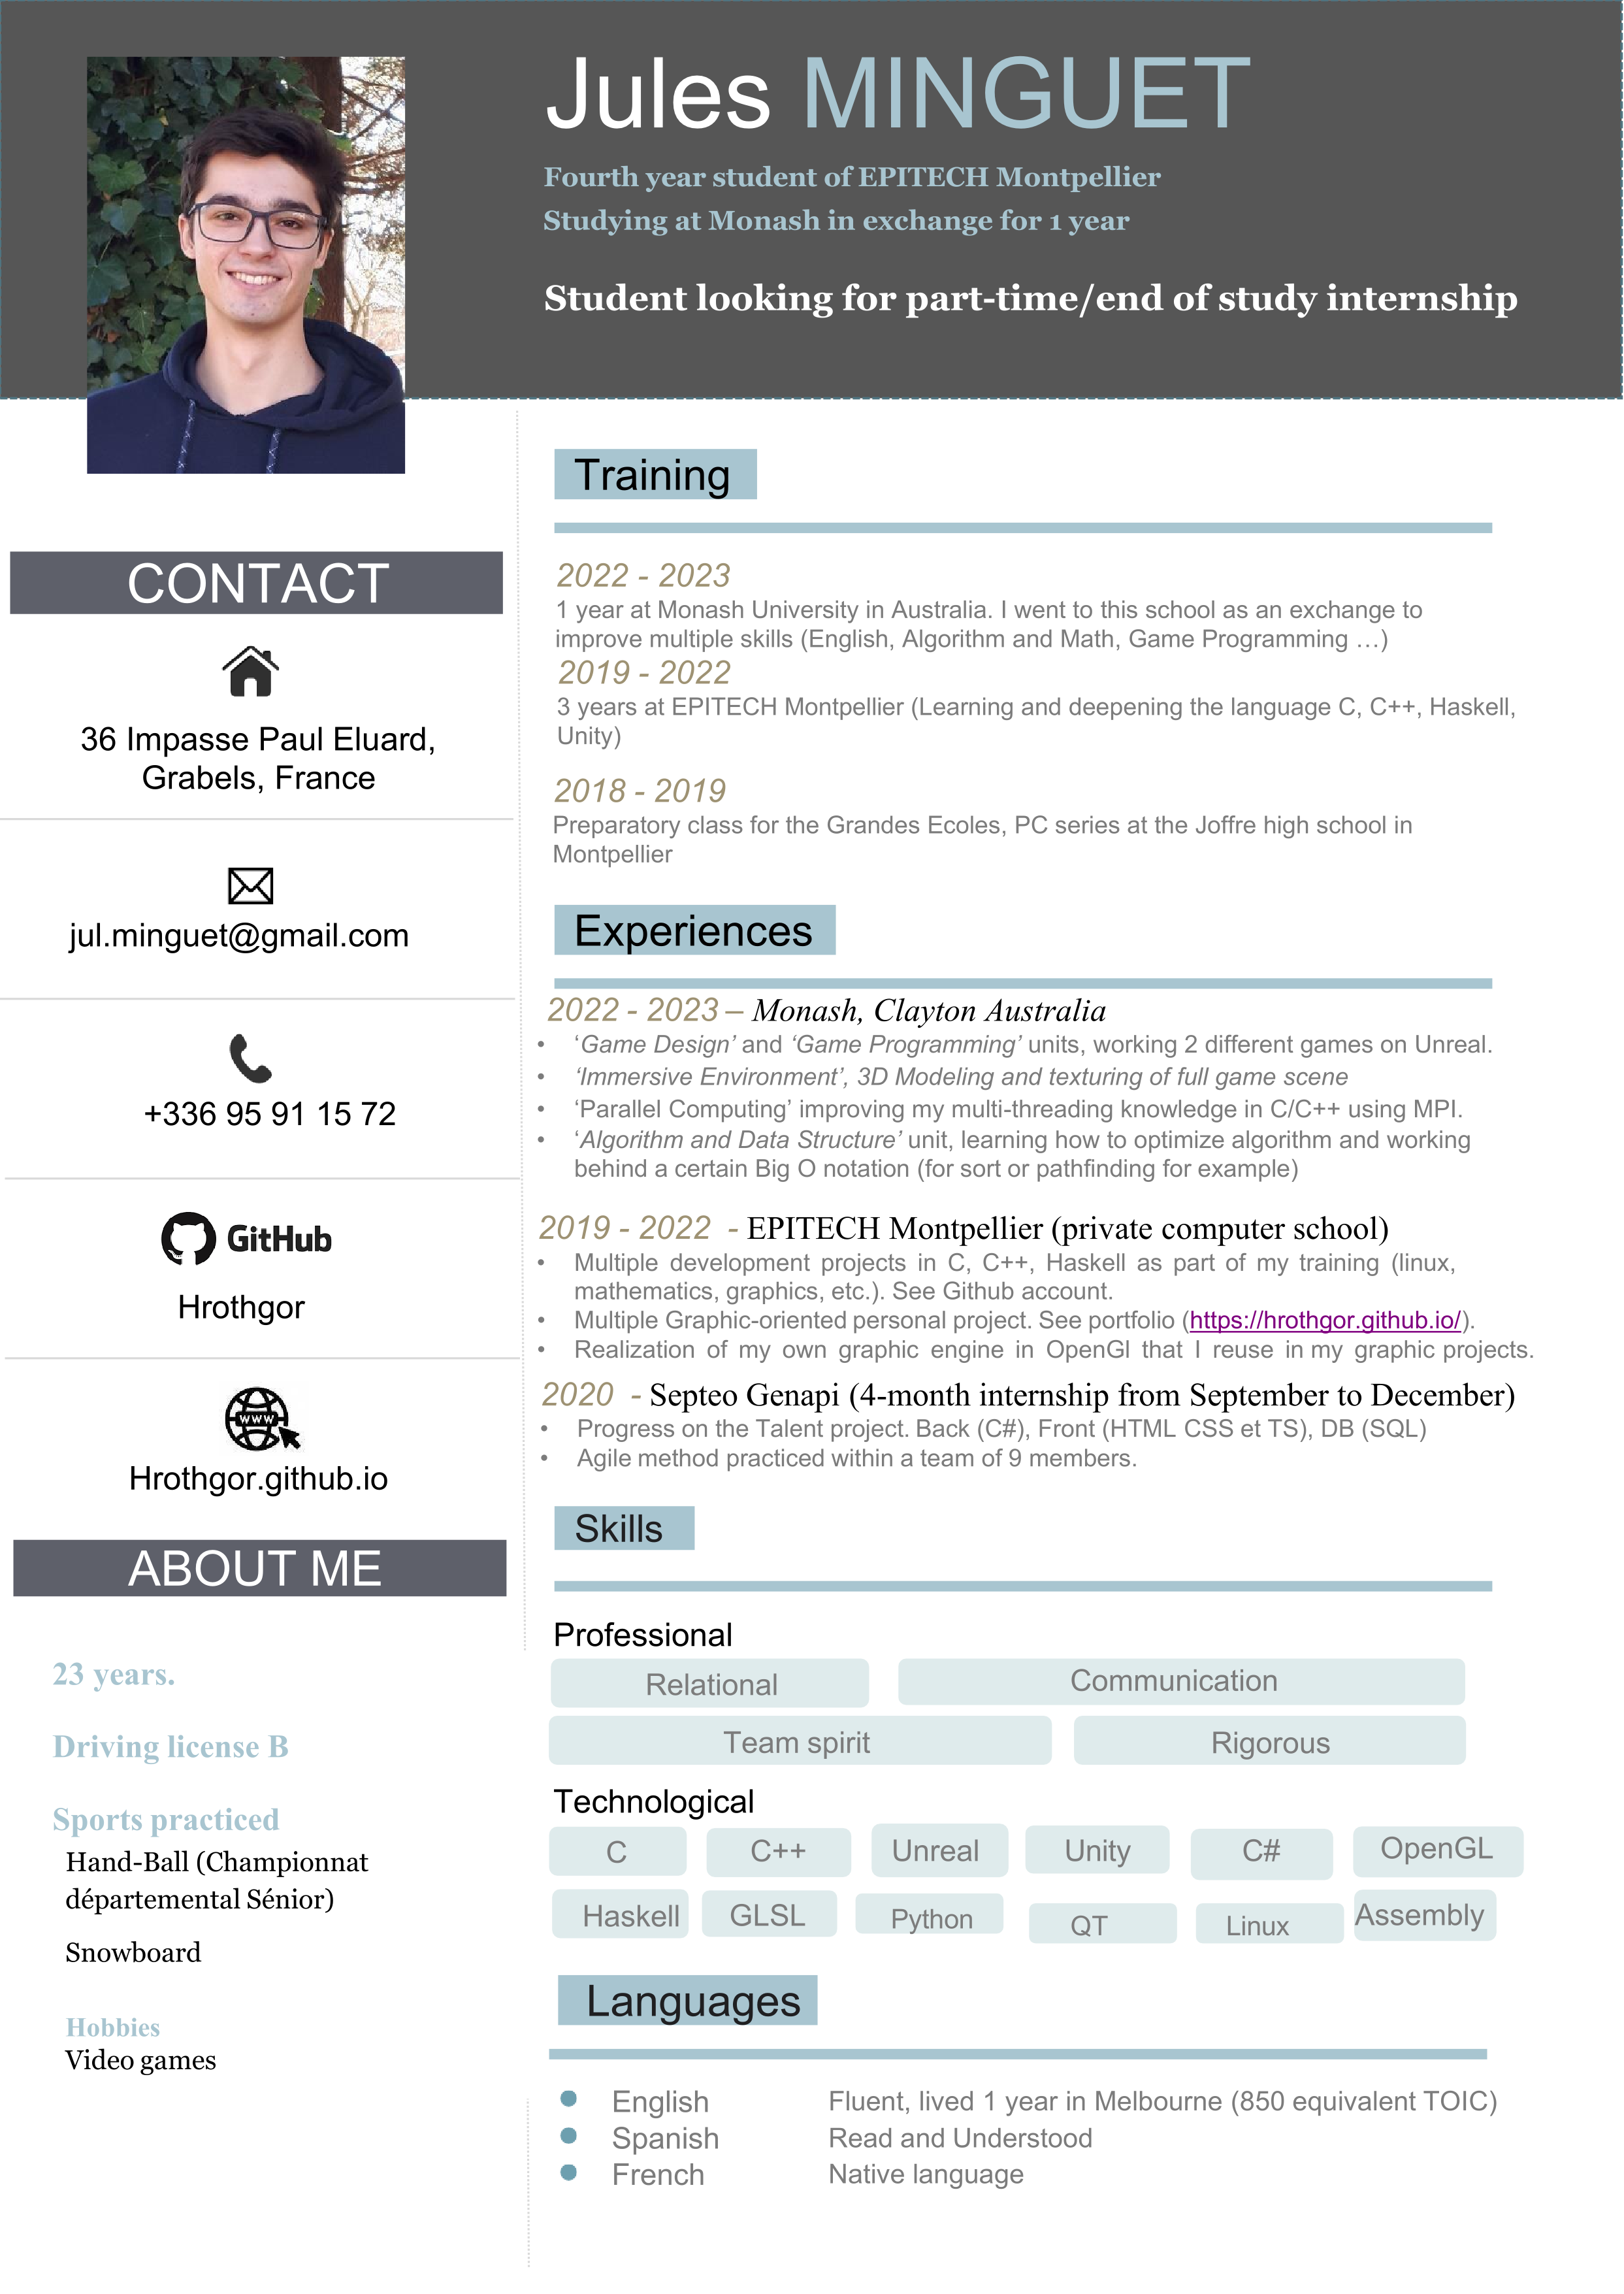 Jules MINGUET
Fourth year student of EPITECH Montpellier
Studying at Monash in exchange for 1 year
Student looking for part-time/end of study internship
CONTACT
36 Impasse Paul Eluard,
Grabels, France
jul.minguet@gmail.com
+336 95 91 15 72
GitHub
Hrothgor
WWW
Hrothgor.github.io
ABOUT ME
23 years.
Driving license B
Sports practiced
Hand-Ball (Championnat
départemental Sénior)
Snowboard
Hobbies
Video games
Training
2022 - 2023
1 year at Monash University in Australia. I went to this school as an exchange to
improve multiple skills (English, Algorithm and Math, Game Programming …)
2019 - 2022
3 years at EPITECH Montpellier (Learning and deepening the language C, C++, Haskell,
Unity)
2018 - 2019
Preparatory class for the Grandes Ecoles, PC series at the Joffre high school in
Montpellier
Experiences
2022 - 2023 – Monash, Clayton Australia
• ‘Game Design’ and ‘Game Programming’ units, working 2 different games on Unreal.
• ‘Immersive Environment’, 3D Modeling and texturing of full game scene
• ‘Parallel Computing’ improving my multi-threading knowledge in C/C++ using MPI.
• ‘Algorithm and Data Structure’ unit, learning how to optimize algorithm and working
behind a certain Big O notation (for sort or pathfinding for example)
2019 - 2022 - EPITECH Montpellier (private computer school)
• Multiple development projects in C, C++, Haskell as part of my training (linux,
mathematics, graphics, etc.). See Github account.
• Multiple Graphic-oriented personal project. See portfolio (https://hrothgor.github.io/).
• Realization of my own graphic engine in OpenGl that I reuse in my graphic projects.
2020 - Septeo Genapi (4-month internship from September to December)
• Progress on the Talent project. Back (C#), Front (HTML CSS et TS), DB (SQL)
• Agile method practiced within a team of 9 members.
Skills
Professional
Relational Communication
Team spirit Rigorous
Technological
C C++ Unreal Unity C# OpenGL
Haskell GLSL Python QT Linux Assembly
Languages
• English Fluent, lived 1 year in Melbourne (850 equivalent TOIC)
• Spanish Read and Understood
• French Native language